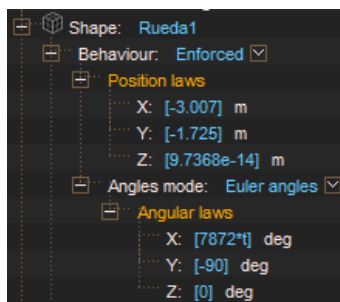 Shape: Rueda1
Behaviour: Enforced
Position laws
X: [-3.007] m
Y: [-1.725] m
Z: [9.7368e-14] m
Angles mode: Euler angles
Angular laws
X: [7872*t] deg
Y: [-90] deg
Z: [0] deg